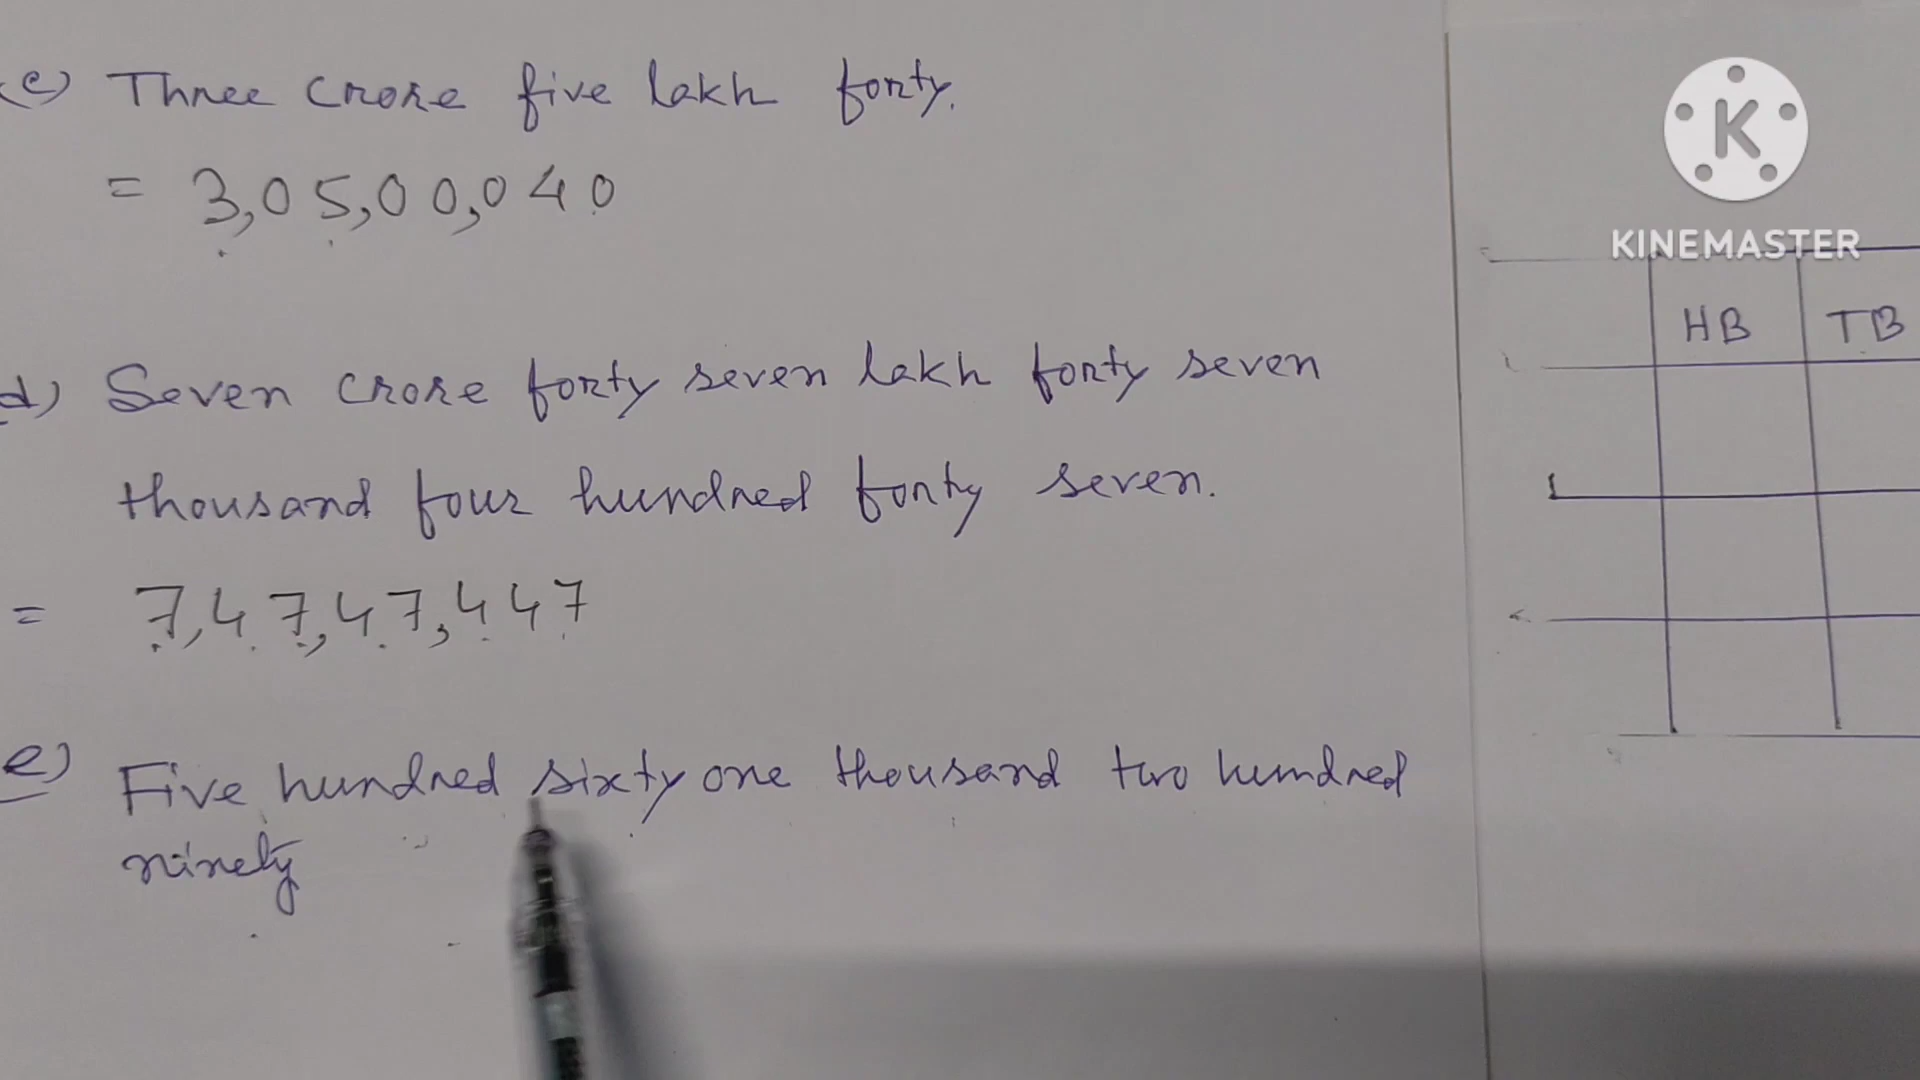 c) Three crore five lakh forty.
= 3,05,00,040
d) Seven crore forty seven lakh forty seven
thousand four hundred forty seven.
= 7,47,47,447
e) Five hundred sixty one thousand two hundred
ninety
K
KINEMASTER
HB TB